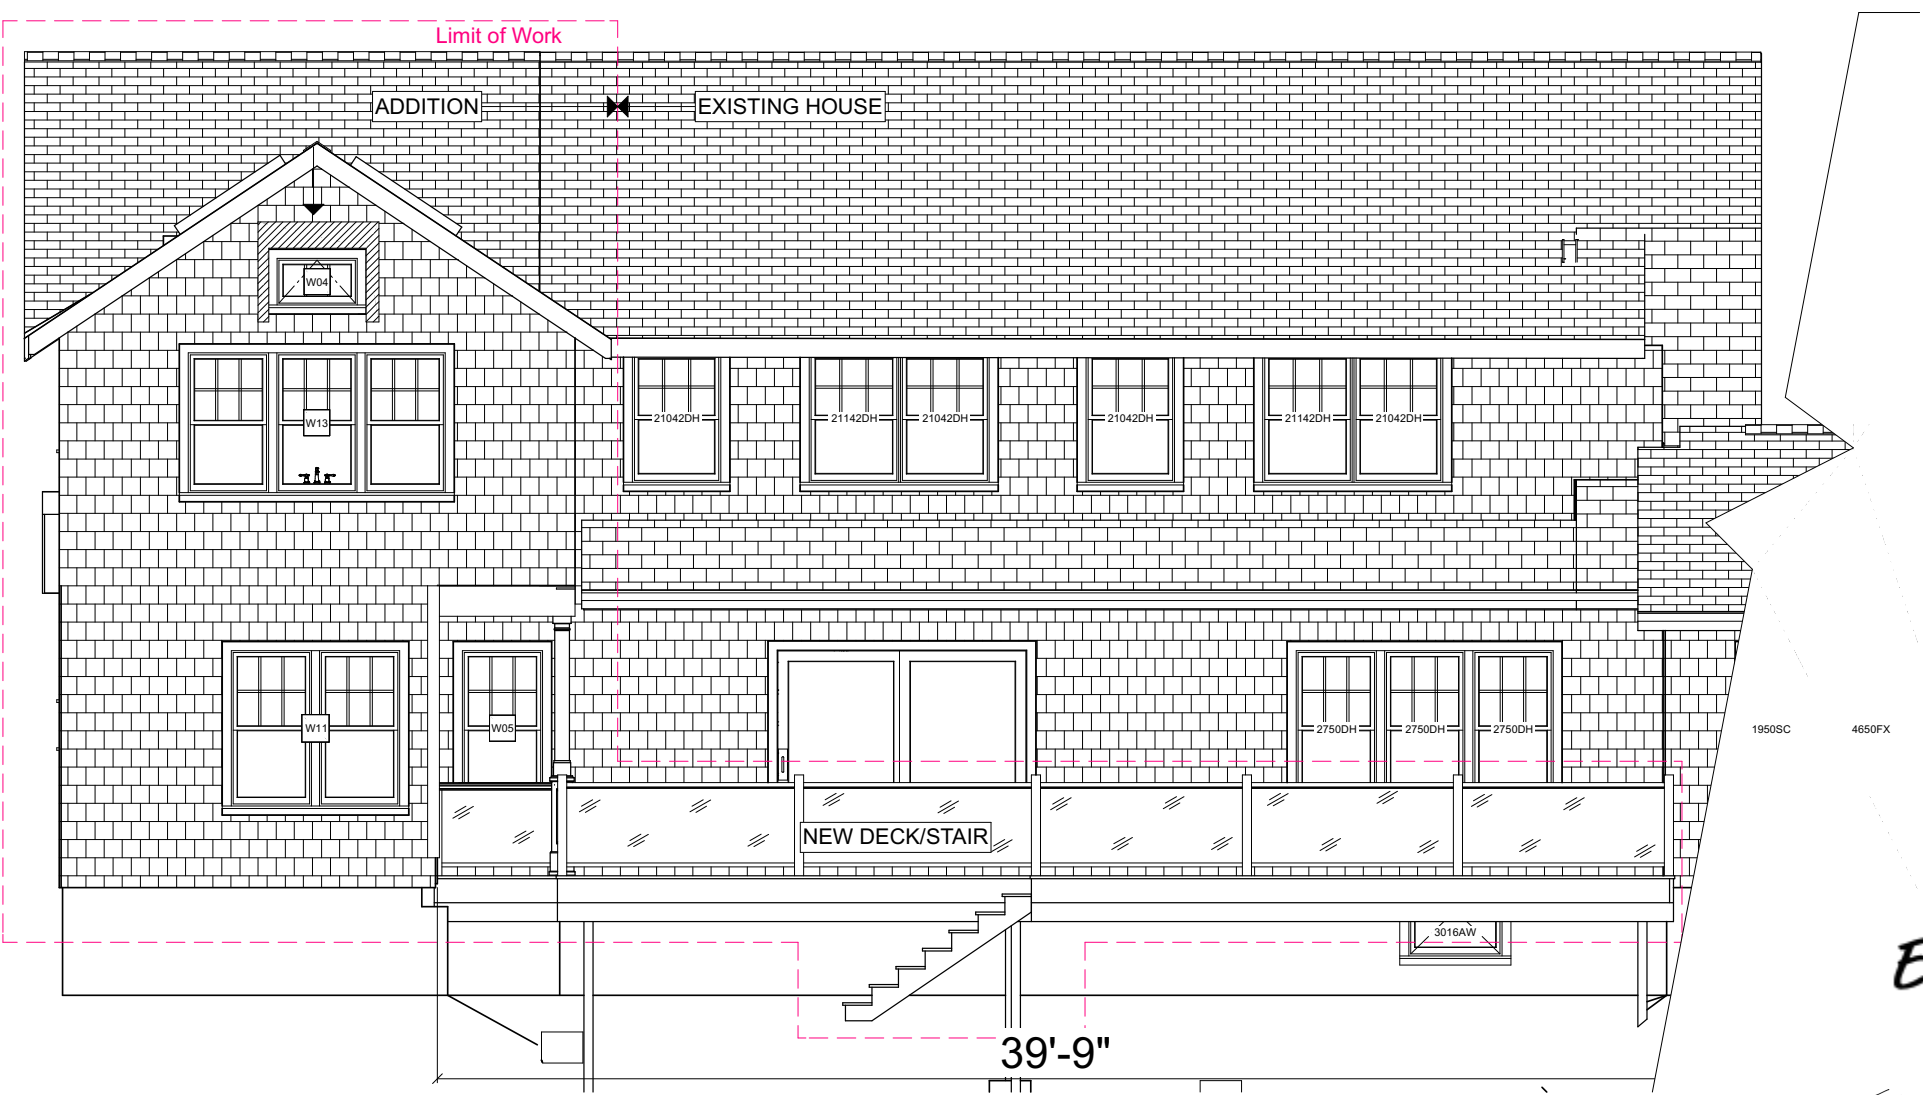 Limit of Work
ADDITION
EXISTING HOUSE
W04
W13
21042DH
21142DH
21042DH
21042DH
21142DH
21042DH
W11
W05
2750DH
2750DH
2750DH
1950SC
4650FX
NEW DECK/STAIR
3016AW
39'-9"